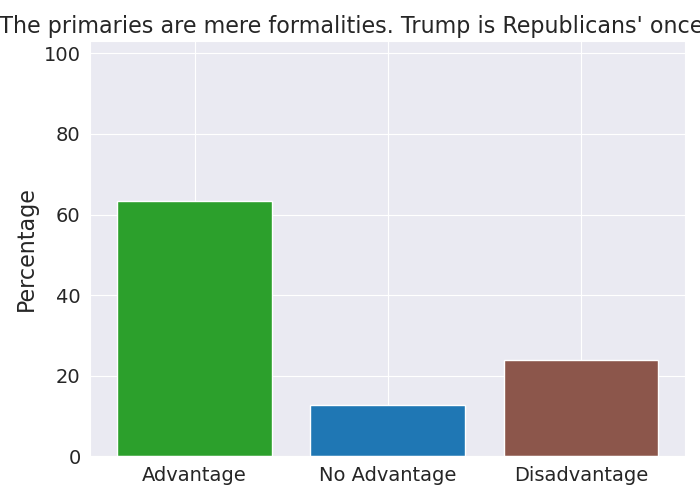 The primaries are mere formalities. Trump is Republicans' once
100
80
60
40
20
0
Percentage
Advantage
No Advantage
Disadvantage